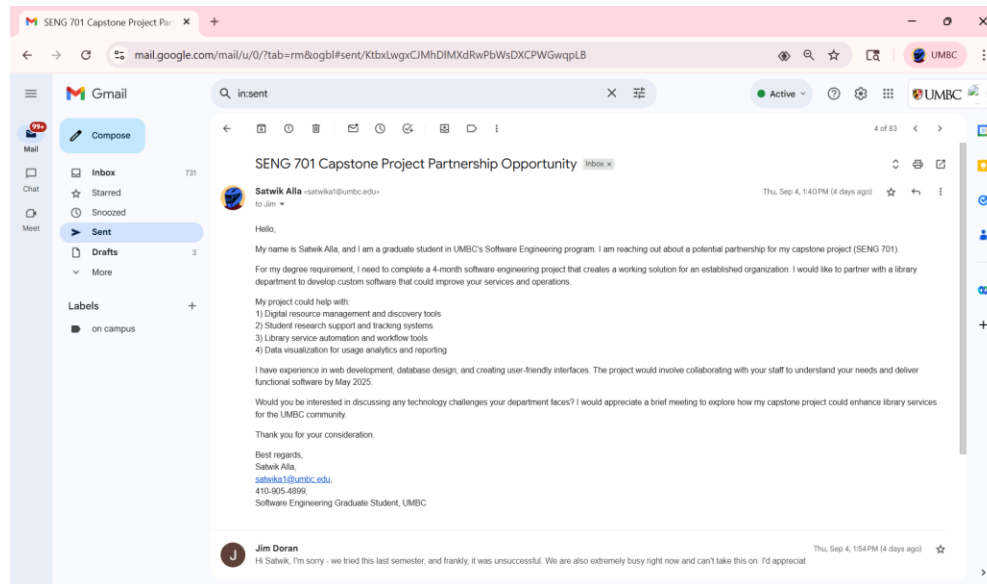 SENG 701 Capstone Project Par
mail.google.com/mail/u/0/?tab=rm&ogbl#sent/KtbxLwgxCJMhDlMXdRwPbWsDXCPWGwqpLB
UMBC
Gmail
in:sent
Active
UMBC
99+
Mail
Chat
Meet
Compose
Inbox 731
Starred
Snoozed
Sent
Drafts 3
More
Labels
on campus
4 of 83
SENG 701 Capstone Project Partnership Opportunity Inbox x
Satwik Alla <satwika1@umbc.edu> Thu, Sep 4, 1:40 PM (4 days ago)
to Jim
Hello,
My name is Satwik Alla, and I am a graduate student in UMBC's Software Engineering program. I am reaching out about a potential partnership for my capstone project (SENG 701).
For my degree requirement, I need to complete a 4-month software engineering project that creates a working solution for an established organization. I would like to partner with a library
department to develop custom software that could improve your services and operations.
My project could help with:
1) Digital resource management and discovery tools
2) Student research support and tracking systems
3) Library service automation and workflow tools
4) Data visualization for usage analytics and reporting
I have experience in web development, database design, and creating user-friendly interfaces. The project would involve collaborating with your staff to understand your needs and deliver
functional software by May 2025.
Would you be interested in discussing any technology challenges your department faces? I would appreciate a brief meeting to explore how my capstone project could enhance library services
for the UMBC community.
Thank you for your consideration.
Best regards,
Satwik Alla,
satwika1@umbc.edu,
410-905-4899,
Software Engineering Graduate Student, UMBC
J
Jim Doran Thu, Sep 4, 1:54 PM (4 days ago)
Hi Satwik, I'm sorry - we tried this last semester, and frankly, it was unsuccessful. We are also extremely busy right now and can't take this on. I'd appreciat